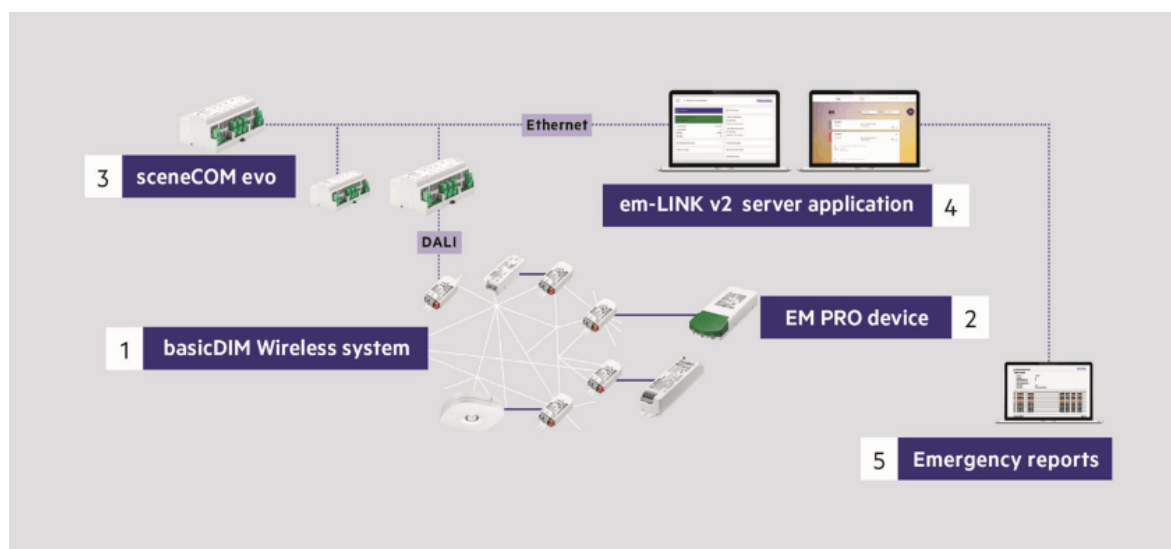 Ethernet
3 sceneCOM evo
em-LINK v2 server application 4
DALI
EM PRO device 2
1 basicDIM Wireless system
5 Emergency reports